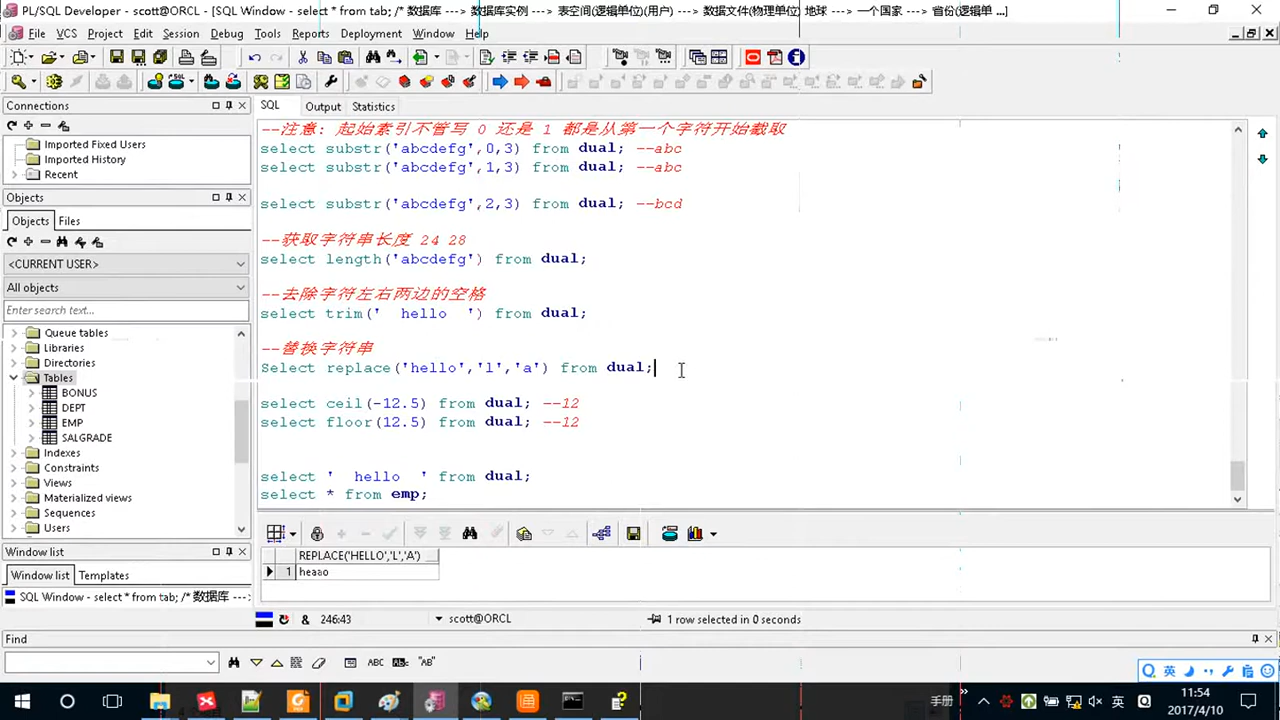 PL/SQL Developer - scott@ORCL - [SQL Window - select * from tab; /* 数据库 ---> 数据库实例 ---> 表空间(逻辑单位)(用户) ---> 数据文件(物理单位) 地球 ---> 一个国家 ---> 省份(逻辑单 ...]
File VCS Project Edit Session Debug Tools Reports Deployment Window Help
Connections
SQL Output Statistics
Imported Fixed Users
Imported History
Recent
Objects
Objects Files
<CURRENT USER>
All objects
Enter search text...
Queue tables
Libraries
Directories
Tables
BONUS
DEPT
EMP
SALGRADE
Indexes
Constraints
Views
Materialized views
Sequences
Users
Window list
Window list Templates
SQL Window - select * from tab; /* 数据库 --->
--注意: 起始索引不管写 0 还是 1 都是从第一个字符开始截取
select substr('abcdefg',0,3) from dual; --abc
select substr('abcdefg',1,3) from dual; --abc
select substr('abcdefg',2,3) from dual; --bcd
--获取字符串长度 24 28
select length('abcdefg') from dual;
--去除字符左右两边的空格
select trim('  hello  ') from dual;
--替换字符串
Select replace('hello','l','a') from dual;
select ceil(-12.5) from dual; --12
select floor(12.5) from dual; --12
select '  hello  ' from dual;
select * from emp;
REPLACE('HELLO','L','A')
1 heaao
& 246:43 scott@ORCL 1 row selected in 0 seconds
Find
ABC "AB"
英
手册 英 11:54
2017/4/10